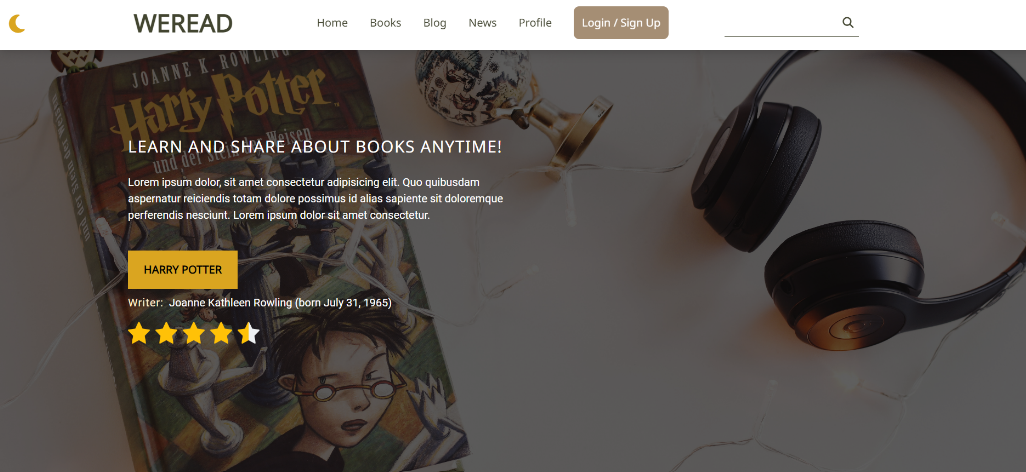 WEREAD
Home Books Blog News Profile Login / Sign Up
JOANNE K. ROWLING
Harry Potter
und der Stein der Weisen
LEARN AND SHARE ABOUT BOOKS ANYTIME!
Lorem ipsum dolor, sit amet consectetur adipisicing elit. Quo quibusdam
aspernatur reiciendis totam dolore possimus id alias sapiente sit doloremque
perferendis nesciunt. Lorem ipsum dolor sit amet consectetur.
HARRY POTTER
Writer: Joanne Kathleen Rowling (born July 31, 1965)